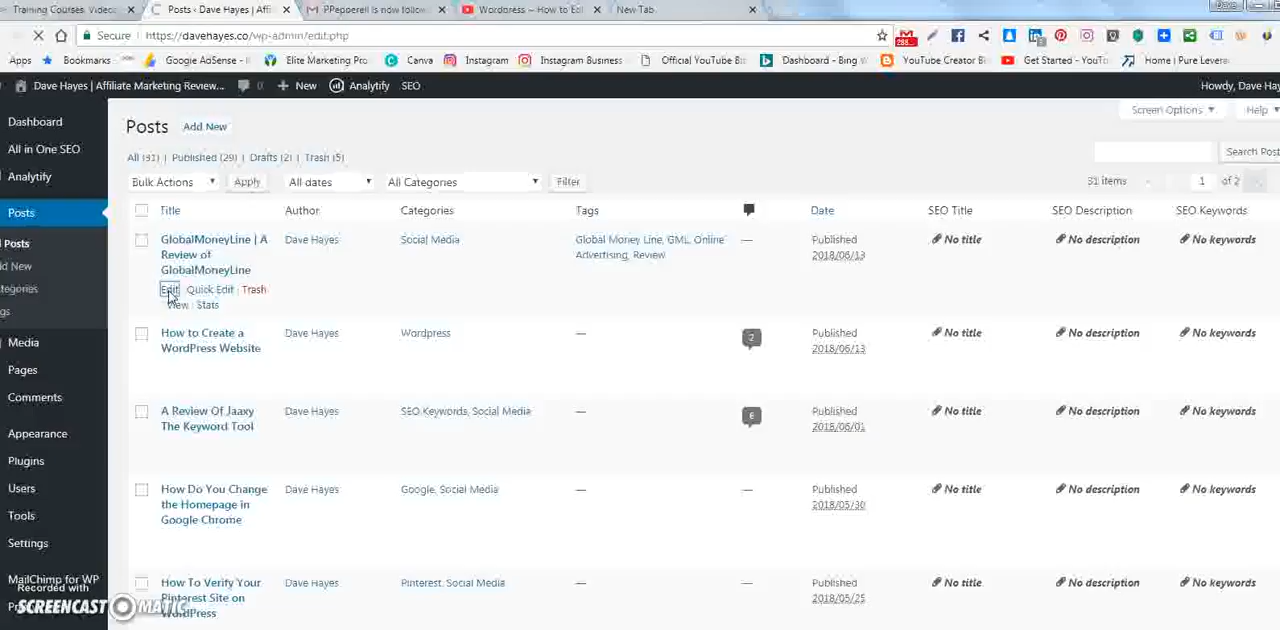 Training Courses, Videos
Posts ‹ Dave Hayes | Affi
PPepperell is now follow
Wordpress – How to Edi
New Tab
Dave
Secure
https://davehayes.co/wp-admin/edit.php
Apps
Bookmarks
Google AdSense -
Elite Marketing Pro
Canva
Instagram
Instagram Business
Official YouTube B
Dashboard - Bing W
YouTube Creator B
Get Started - YouT
Home | Pure Levera
Dave Hayes | Affiliate Marketing Review...
0
New
Analytify
SEO
Howdy, Dave Hay
Dashboard
All in One SEO
Analytify
Posts
Posts
dd New
tegories
gs
Media
Pages
Comments
Appearance
Plugins
Users
Tools
Settings
MailChimp for WP
Posts
Add New
Screen Options
Help
All (31) | Published (29) | Drafts (2) | Trash (5)
Search Post
Bulk Actions
Apply
All dates
All Categories
Filter
31 items
1
of 2
Title
Author
Categories
Tags
Date
SEO Title
SEO Description
SEO Keywords
GlobalMoneyLine | A
Review of
GlobalMoneyLine
Edit | Quick Edit | Trash
View | Stats
Dave Hayes
Social Media
Global Money Line, GML, Online
Advertising, Review
—
Published
2018/06/13
No title
No description
No keywords
How to Create a
WordPress Website
Dave Hayes
Wordpress
—
2
Published
2018/06/13
No title
No description
No keywords
A Review Of Jaaxy
The Keyword Tool
Dave Hayes
SEO Keywords, Social Media
—
6
Published
2018/06/01
No title
No description
No keywords
How Do You Change
the Homepage in
Google Chrome
Dave Hayes
Google, Social Media
—
—
Published
2018/05/30
No title
No description
No keywords
How To Verify Your
Pinterest Site on
WordPress
Dave Hayes
Pinterest, Social Media
—
—
Published
2018/05/25
No title
No description
No keywords
Recorded with
SCREENCAST MATIC